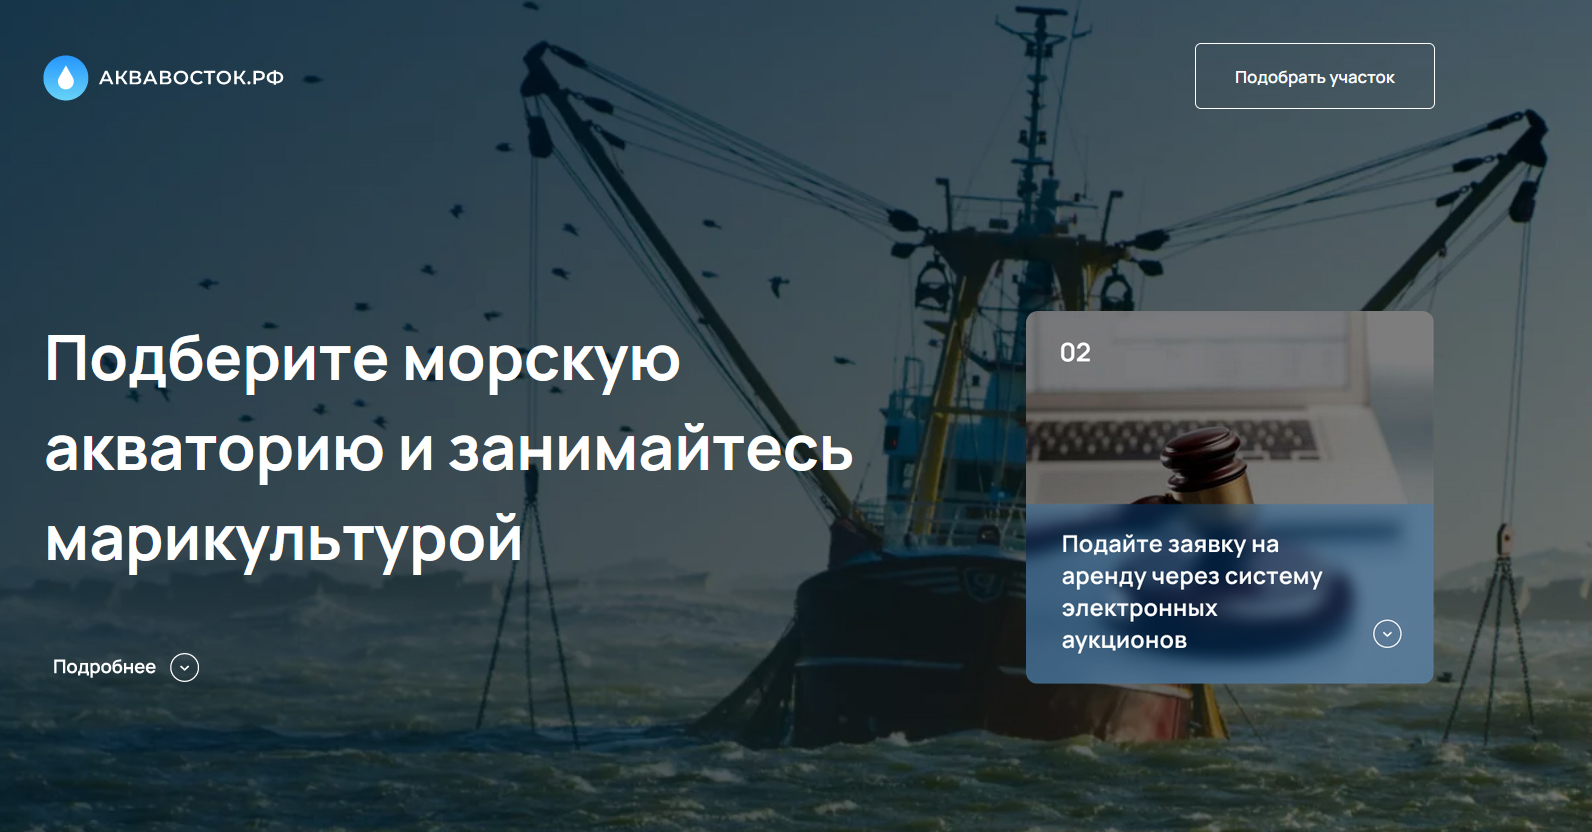 АКВАВОСТОК.РФ
Подобрать участок
Подберите морскую
акваторию и занимайтесь
марикультурой
Подробнее
02
Подайте заявку на
аренду через систему
электронных
аукционов